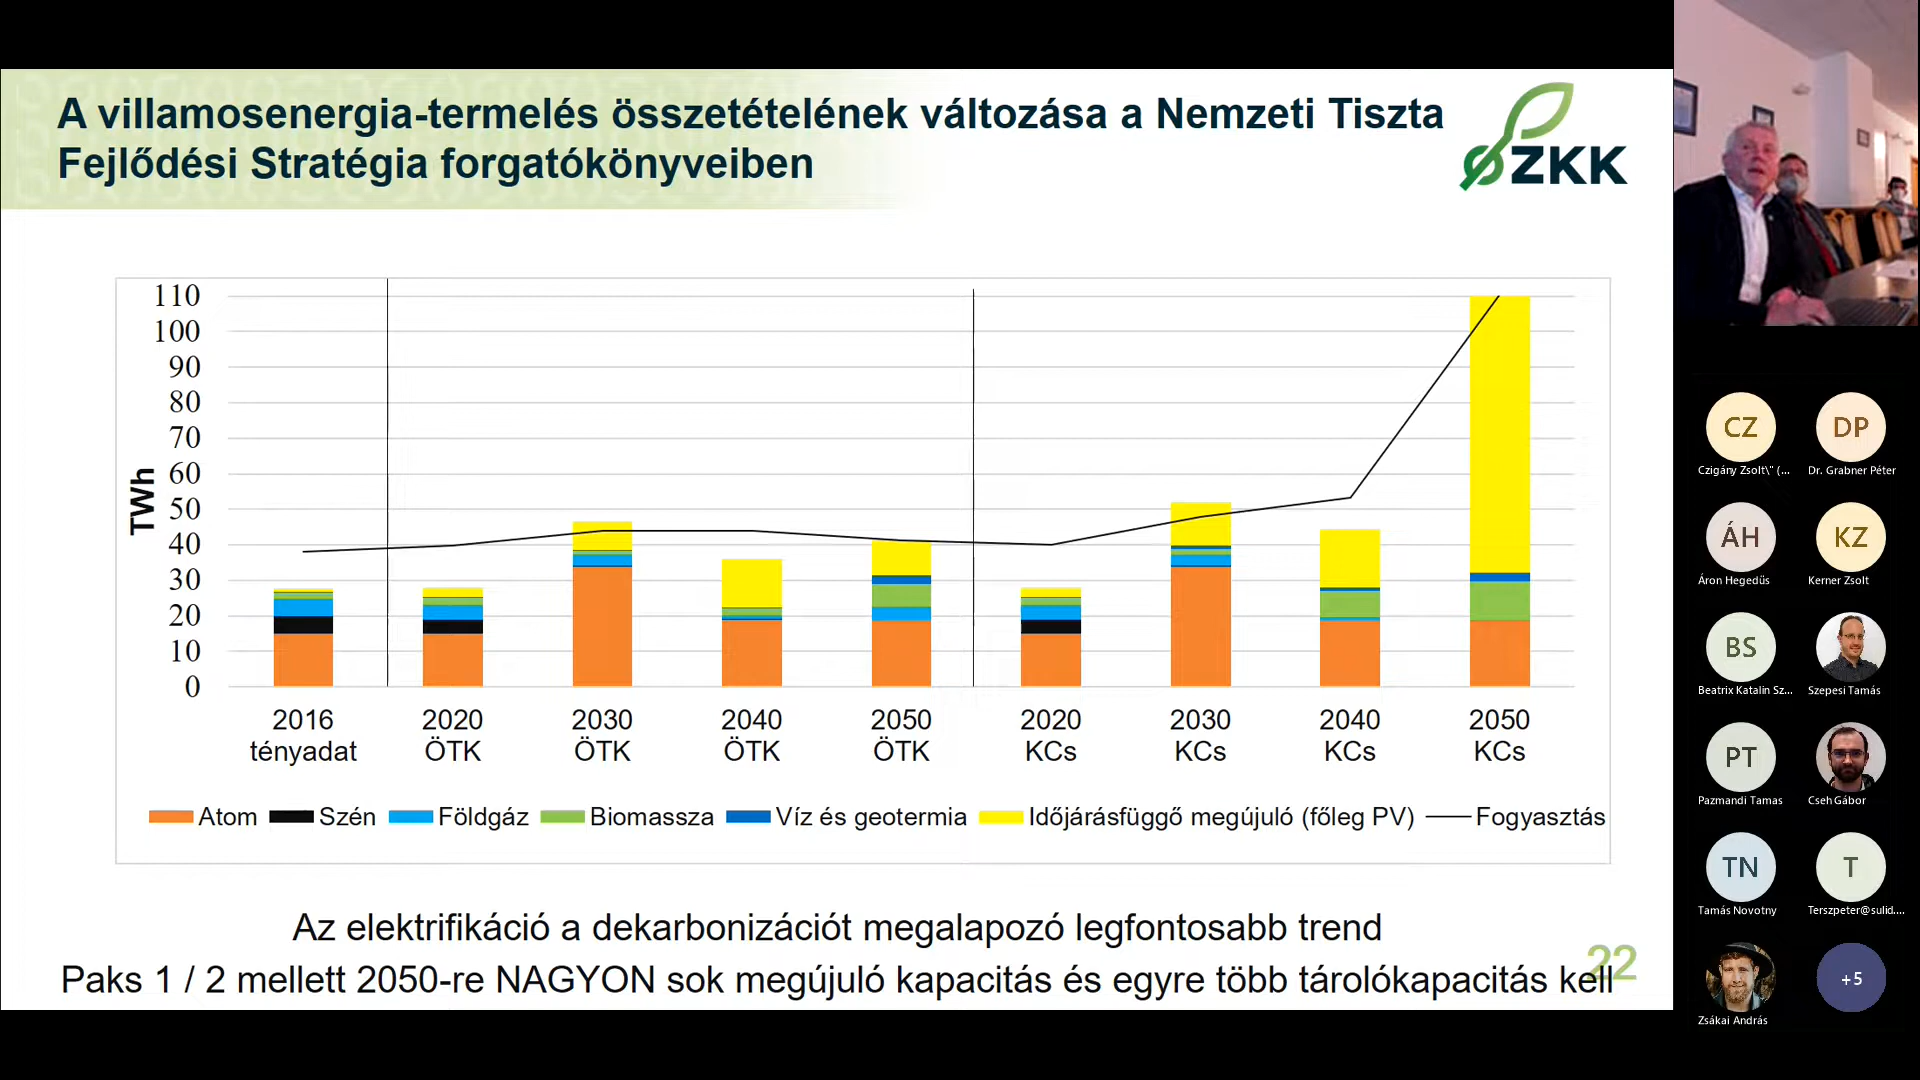 A villamosenergia-termelés összetételének változása a Nemzeti Tiszta
Fejlődési Stratégia forgatókönyveiben
ZKK
TWh
110
100
90
80
70
60
50
40
30
20
10
0
2016 tényadat
2020 ÖTK
2030 ÖTK
2040 ÖTK
2050 ÖTK
2020 KCs
2030 KCs
2040 KCs
2050 KCs
Atom
Szén
Földgáz
Biomassza
Víz és geotermia
Időjárásfüggő megújuló (főleg PV)
Fogyasztás
Az elektrifikáció a dekarbonizációt megalapozó legfontosabb trend
Paks 1 / 2 mellett 2050-re NAGYON sok megújuló kapacitás és egyre több tárolókapacitás kell
22
CZ
Czigány Zsolt\" (...
DP
Dr. Grabner Péter
ÁH
Áron Hegedűs
KZ
Kerner Zsolt
BS
Beatrix Katalin Sz...
Szepesi Tamás
PT
Pazmandi Tamas
Cseh Gábor
TN
Tamás Novotny
T
Terszpeter@sulid....
Zsákai András
+5